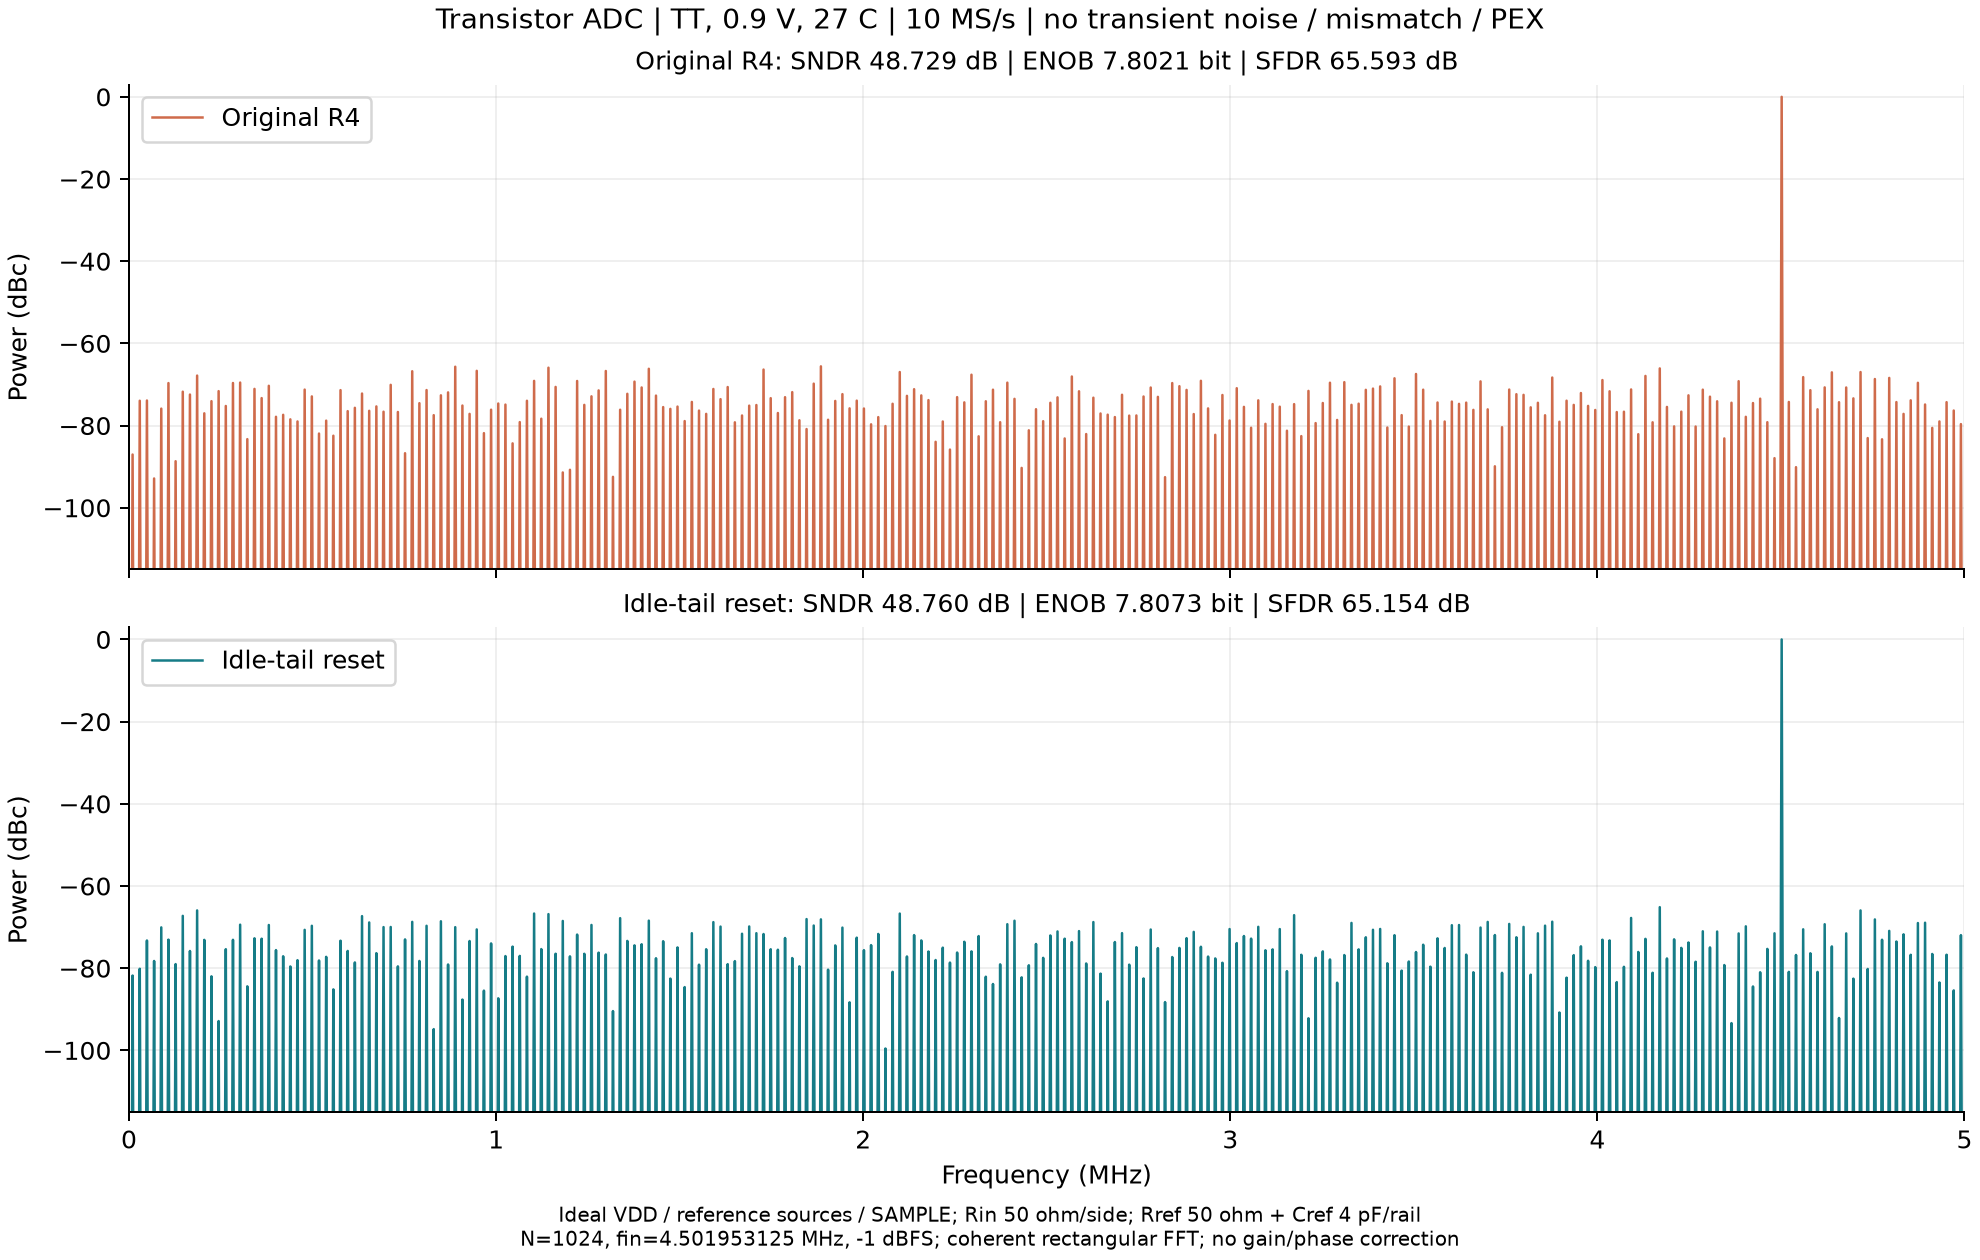 Transistor ADC | TT, 0.9 V, 27 C | 10 MS/s | no transient noise / mismatch / PEX
Original R4: SNDR 48.729 dB | ENOB 7.8021 bit | SFDR 65.593 dB
Original R4
0
−20
−40
−60
−80
−100
Power (dBc)
Idle-tail reset: SNDR 48.760 dB | ENOB 7.8073 bit | SFDR 65.154 dB
Idle-tail reset
0
−20
−40
−60
−80
−100
Power (dBc)
0 1 2 3 4 5
Frequency (MHz)
Ideal VDD / reference sources / SAMPLE; Rin 50 ohm/side; Rref 50 ohm + Cref 4 pF/rail
N=1024, fin=4.501953125 MHz, -1 dBFS; coherent rectangular FFT; no gain/phase correction